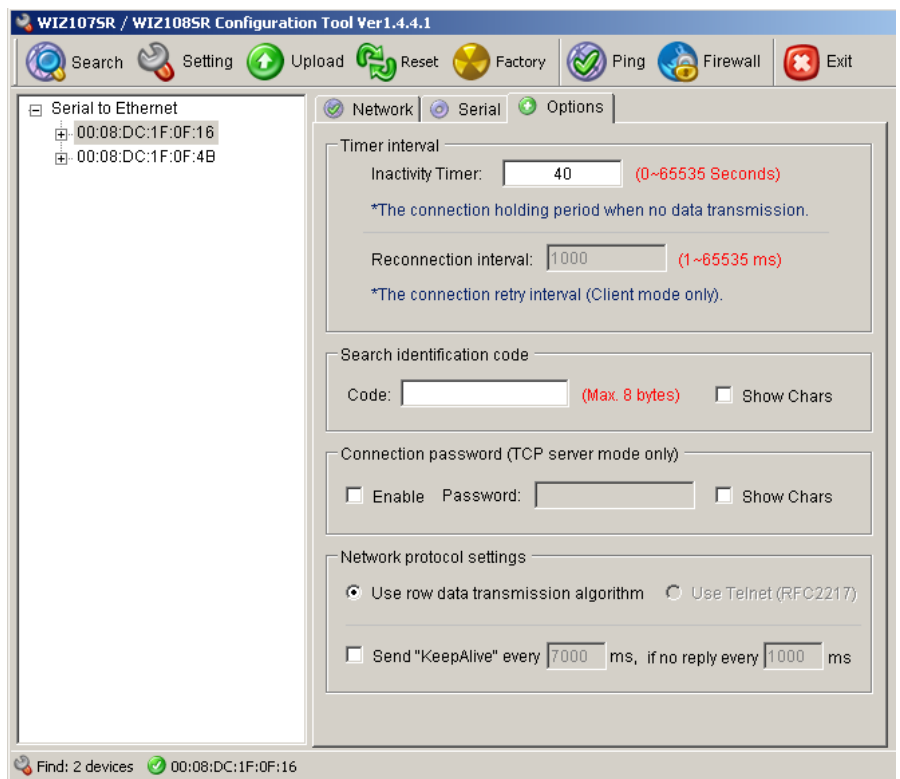 WIZ107SR / WIZ108SR Configuration Tool Ver1.4.4.1
Search Setting Upload Reset Factory Ping Firewall Exit
Serial to Ethernet
00:08:DC:1F:0F:16
00:08:DC:1F:0F:4B
Network Serial Options
Timer interval
Inactivity Timer: 40 (0~65535 Seconds)
*The connection holding period when no data transmission.
Reconnection interval: 1000 (1~65535 ms)
*The connection retry interval (Client mode only).
Search identification code
Code: (Max. 8 bytes) Show Chars
Connection password (TCP server mode only)
Enable Password: Show Chars
Network protocol settings
Use row data transmission algorithm Use Telnet (RFC2217)
Send "KeepAlive" every 7000 ms, if no reply every 1000 ms
Find: 2 devices 00:08:DC:1F:0F:16